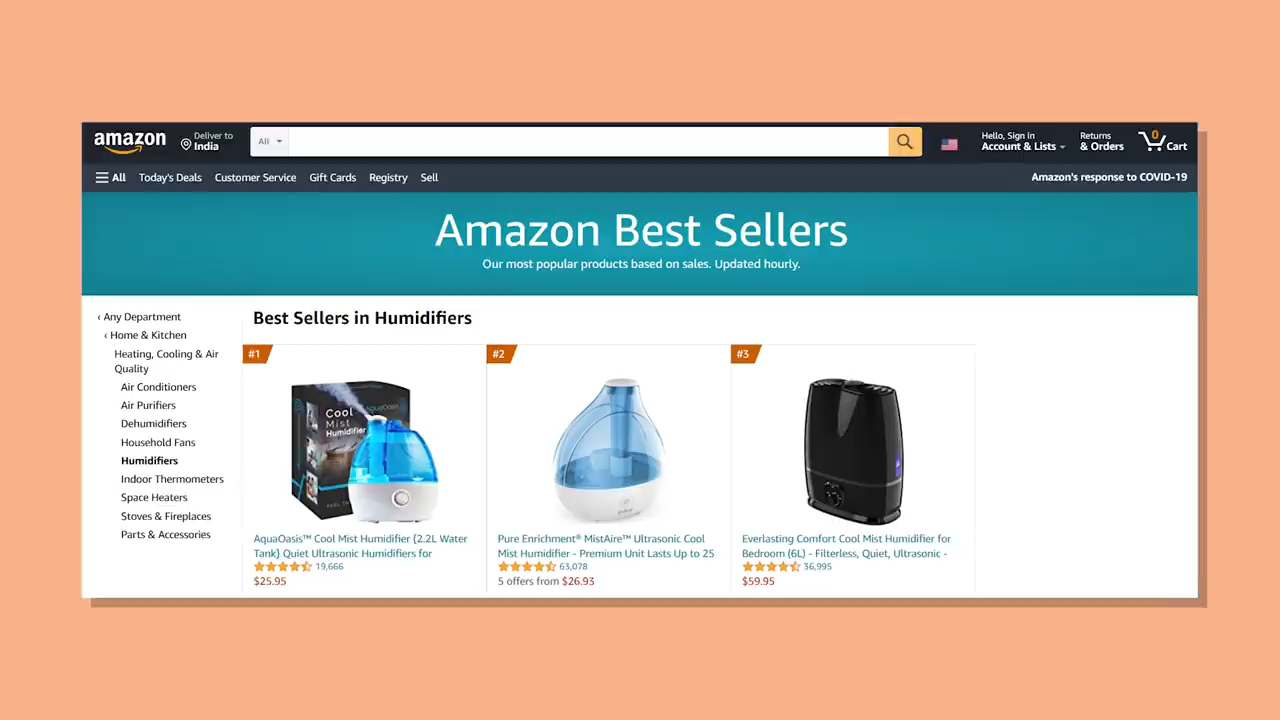 amazon
Deliver to
India
All
Hello, Sign in
Account & Lists
Returns
& Orders
0
Cart
All
Today's Deals
Customer Service
Gift Cards
Registry
Sell
Amazon's response to COVID-19
Amazon Best Sellers
Our most popular products based on sales. Updated hourly.
‹ Any Department
‹ Home & Kitchen
Heating, Cooling & Air
Quality
Air Conditioners
Air Purifiers
Dehumidifiers
Household Fans
Humidifiers
Indoor Thermometers
Space Heaters
Stoves & Fireplaces
Parts & Accessories
Best Sellers in Humidifiers
#1
Cool
Mist
Humidifier
AquaOasis
AquaOasis™ Cool Mist Humidifier {2.2L Water
Tank} Quiet Ultrasonic Humidifiers for
19,666
$25.95
#2
Pure Enrichment® MistAire™ Ultrasonic Cool
Mist Humidifier - Premium Unit Lasts Up to 25
63,078
5 offers from $26.93
#3
Everlasting Comfort Cool Mist Humidifier for
Bedroom (6L) - Filterless, Quiet, Ultrasonic -
36,995
$59.95